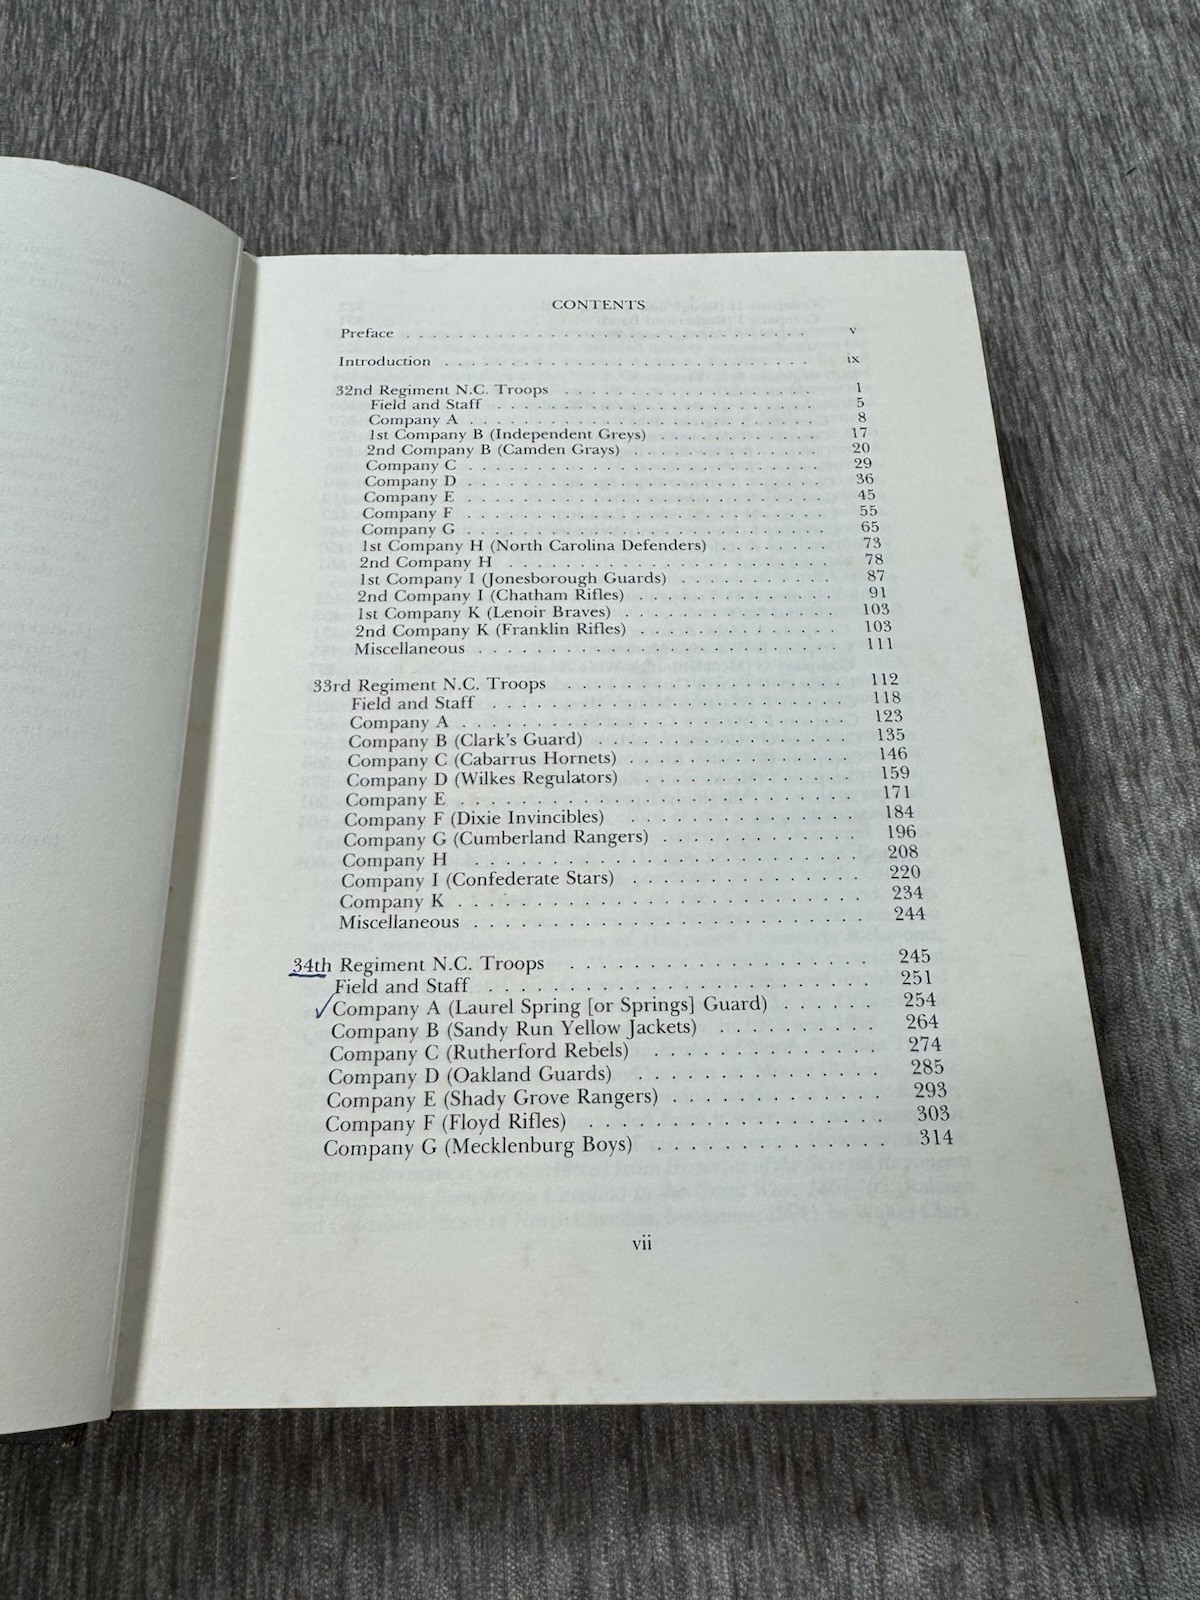 CONTENTS
Preface . . . . . . . . . . . . . . . . . . . . . . . . . . . . . v
Introduction . . . . . . . . . . . . . . . . . . . . . . . . . . ix
32nd Regiment N.C. Troops . . . . . . . . . . . . . . . . . . 1
Field and Staff . . . . . . . . . . . . . . . . . . . . . . . 5
Company A . . . . . . . . . . . . . . . . . . . . . . . . 8
1st Company B (Independent Greys) . . . . . . . . . . . 17
2nd Company B (Camden Grays) . . . . . . . . . . . . . 20
Company C . . . . . . . . . . . . . . . . . . . . . . . . 29
Company D . . . . . . . . . . . . . . . . . . . . . . . . 36
Company E . . . . . . . . . . . . . . . . . . . . . . . . 45
Company F . . . . . . . . . . . . . . . . . . . . . . . . 55
Company G . . . . . . . . . . . . . . . . . . . . . . . . 65
1st Company H (North Carolina Defenders) . . . . . . . . 73
2nd Company H . . . . . . . . . . . . . . . . . . . . . . 78
1st Company I (Jonesborough Guards) . . . . . . . . . . 87
2nd Company I (Chatham Rifles) . . . . . . . . . . . . . 91
1st Company K (Lenoir Braves) . . . . . . . . . . . . . . 103
2nd Company K (Franklin Rifles) . . . . . . . . . . . . . 103
Miscellaneous . . . . . . . . . . . . . . . . . . . . . . . 111
33rd Regiment N.C. Troops . . . . . . . . . . . . . . . . . 112
Field and Staff . . . . . . . . . . . . . . . . . . . . . . 118
Company A . . . . . . . . . . . . . . . . . . . . . . . . 123
Company B (Clark's Guard) . . . . . . . . . . . . . . . . 135
Company C (Cabarrus Hornets) . . . . . . . . . . . . . . 146
Company D (Wilkes Regulators) . . . . . . . . . . . . . . 159
Company E . . . . . . . . . . . . . . . . . . . . . . . . 171
Company F (Dixie Invincibles) . . . . . . . . . . . . . . . 184
Company G (Cumberland Rangers) . . . . . . . . . . . . 196
Company H . . . . . . . . . . . . . . . . . . . . . . . . 208
Company I (Confederate Stars) . . . . . . . . . . . . . . 220
Company K . . . . . . . . . . . . . . . . . . . . . . . . 234
Miscellaneous . . . . . . . . . . . . . . . . . . . . . . . 244
34th Regiment N.C. Troops . . . . . . . . . . . . . . . . . 245
Field and Staff . . . . . . . . . . . . . . . . . . . . . . 251
✓Company A (Laurel Spring [or Springs] Guard) . . . . . . 254
Company B (Sandy Run Yellow Jackets) . . . . . . . . . . 264
Company C (Rutherford Rebels) . . . . . . . . . . . . . 274
Company D (Oakland Guards) . . . . . . . . . . . . . . 285
Company E (Shady Grove Rangers) . . . . . . . . . . . . 293
Company F (Floyd Rifles) . . . . . . . . . . . . . . . . 303
Company G (Mecklenburg Boys) . . . . . . . . . . . . . 314
vii